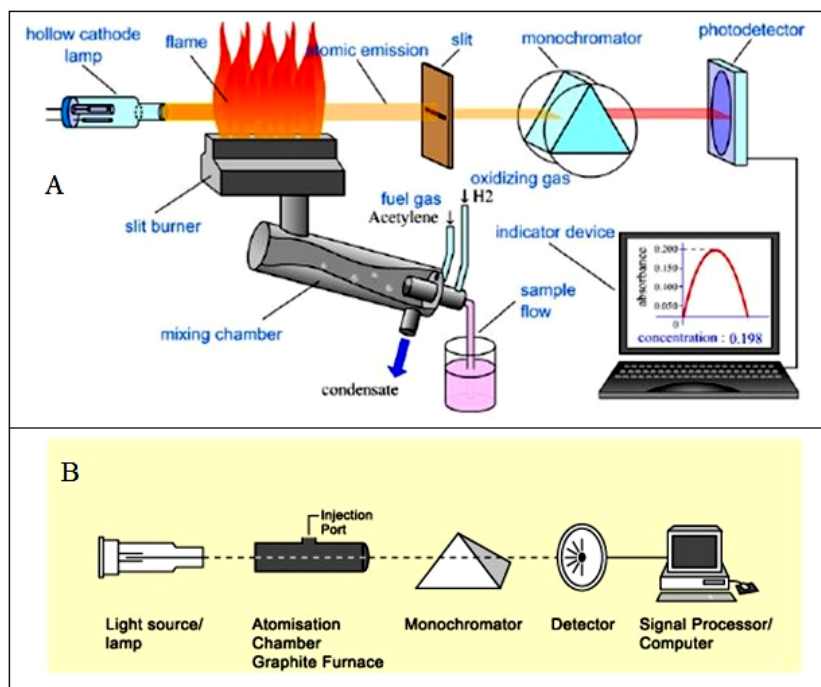 hollow cathode
lamp
flame
atomic emission
slit
monochromator
photodetector
A
slit burner
fuel gas
Acetylene
oxidizing gas
H2
indicator device
mixing chamber
sample
flow
condensate
absorbance
0.200
0.150
0.100
0.050
concentration : 0.198
B
Injection
Port
Light source/
lamp
Atomisation
Chamber
Graphite Furnace
Monochromator
Detector
Signal Processor/
Computer